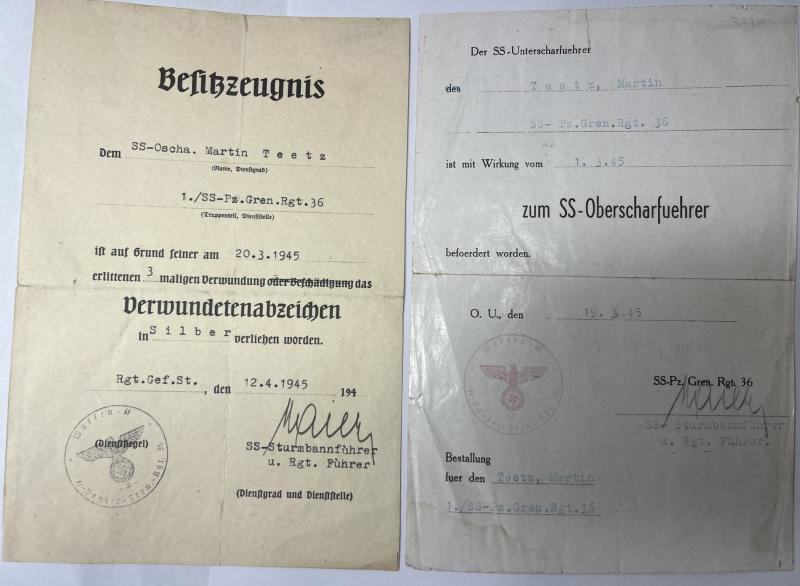 Besitzzeugnis
Dem SS-Oscha. Martin Teetz
(Name, Dienstgrad)
1./SS-Pz.Gren.Rgt.36
(Truppenteil, Dienststelle)
ist auf Grund seiner am 20.3.1945
erlittenen 3 maligen Verwundung oder Beschädigung das
Verwundetenabzeichen
in Silber verliehen worden.
Rgt.Gef.St., den 12.4.1945 194
(Dienstsiegel)
Waffen-SS
SS-Sturmbannführer
u. Rgt. Führer
(Dienstgrad und Dienststelle)
Der SS-Unterscharfuehrer
des Teetz, Martin
SS- Pz.Gren.Rgt. 36
ist mit Wirkung vom 1.3.45
zum SS-Oberscharfuehrer
befoerdert worden.
O. U., den 19.3.45
Waffen-SS
SS-Pz. Gren. Rgt. 36
SS- Sturmbannführer
u. Rgt. Führer
Bestallung
fuer den Teetz, Martin
1./SS-Pz.Gren.Rgt.36